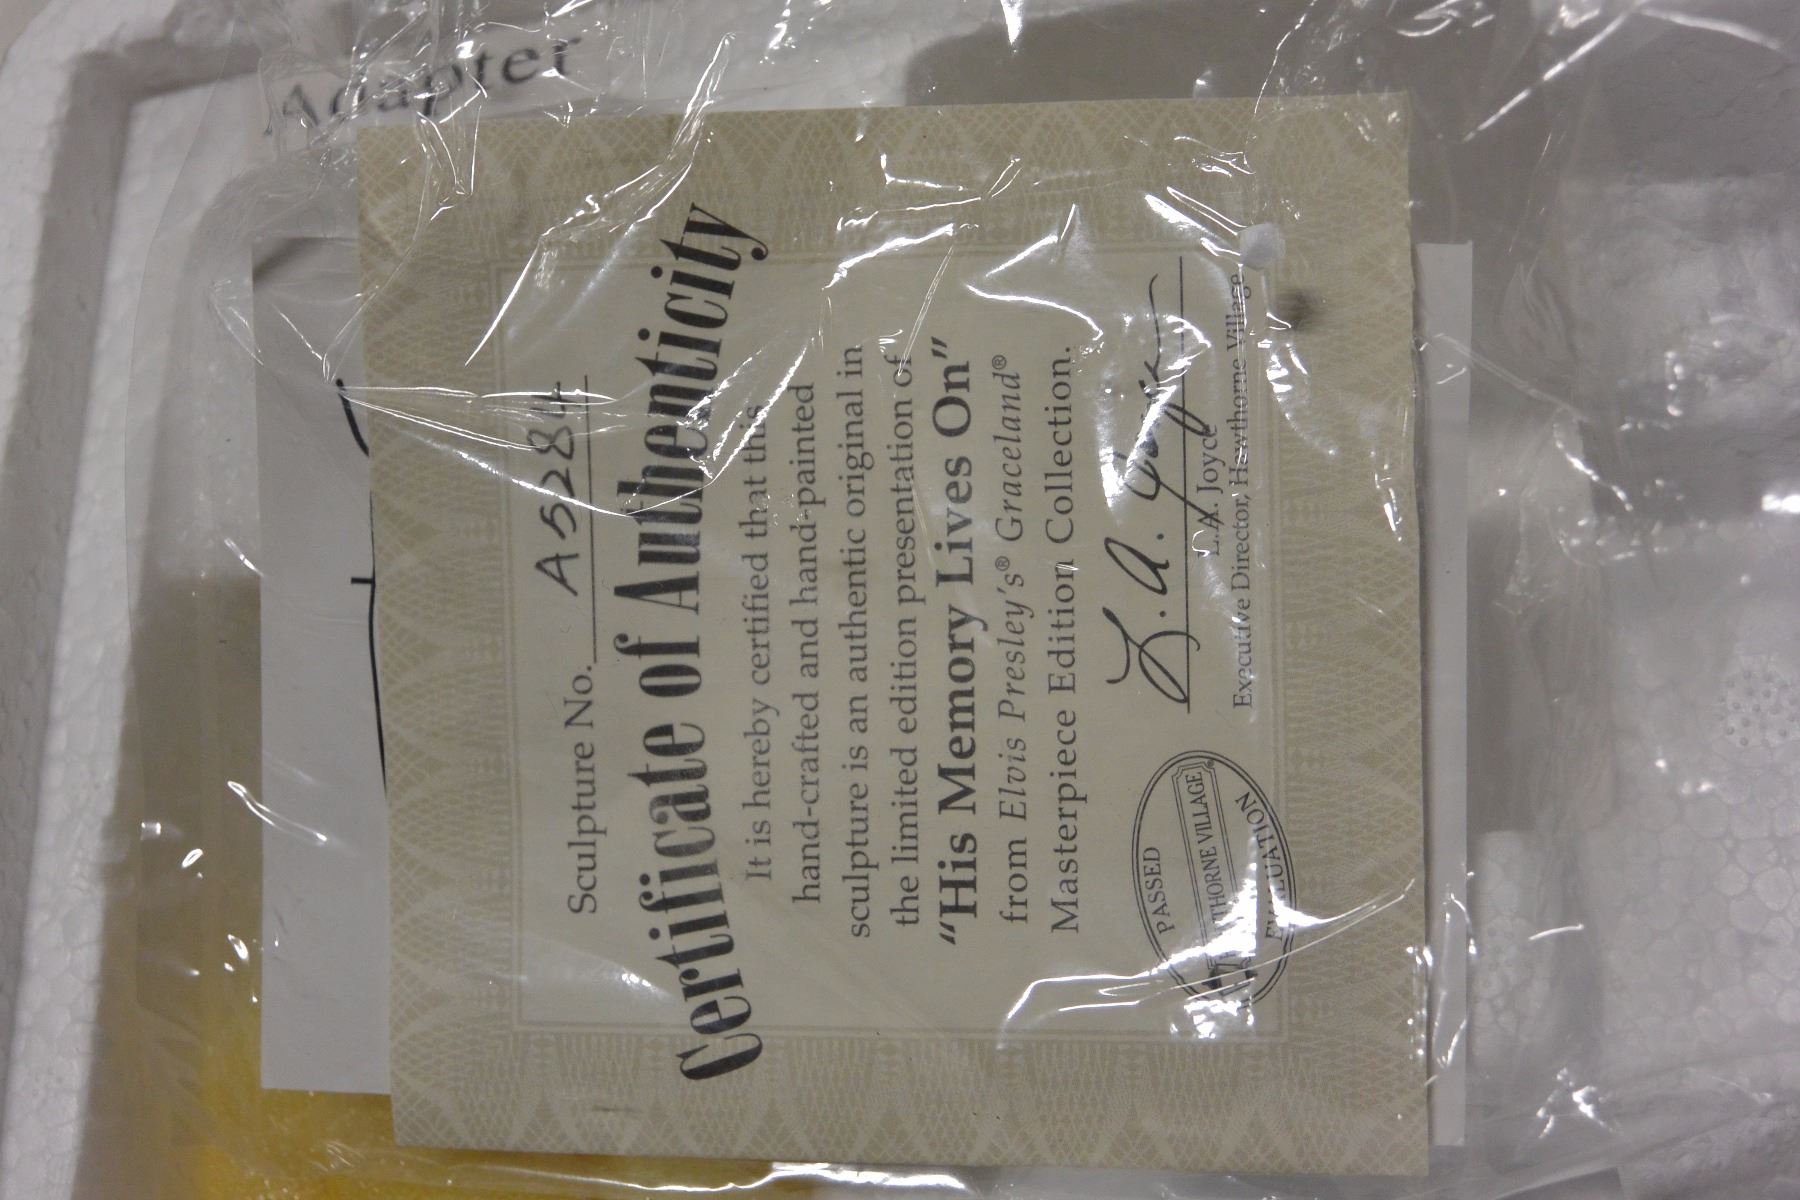 Adapter
Sculpture No. A5284
Certificate of Authenticity
It is hereby certified that this
hand-crafted and hand-painted
sculpture is an authentic original in
the limited edition presentation of
“His Memory Lives On”
from Elvis Presley's® Graceland®
Masterpiece Edition Collection.
L.A. Joyce
L.A. Joyce
Executive Director, Hawthorne Village
PASSED
HAWTHORNE VILLAGE
EVALUATION